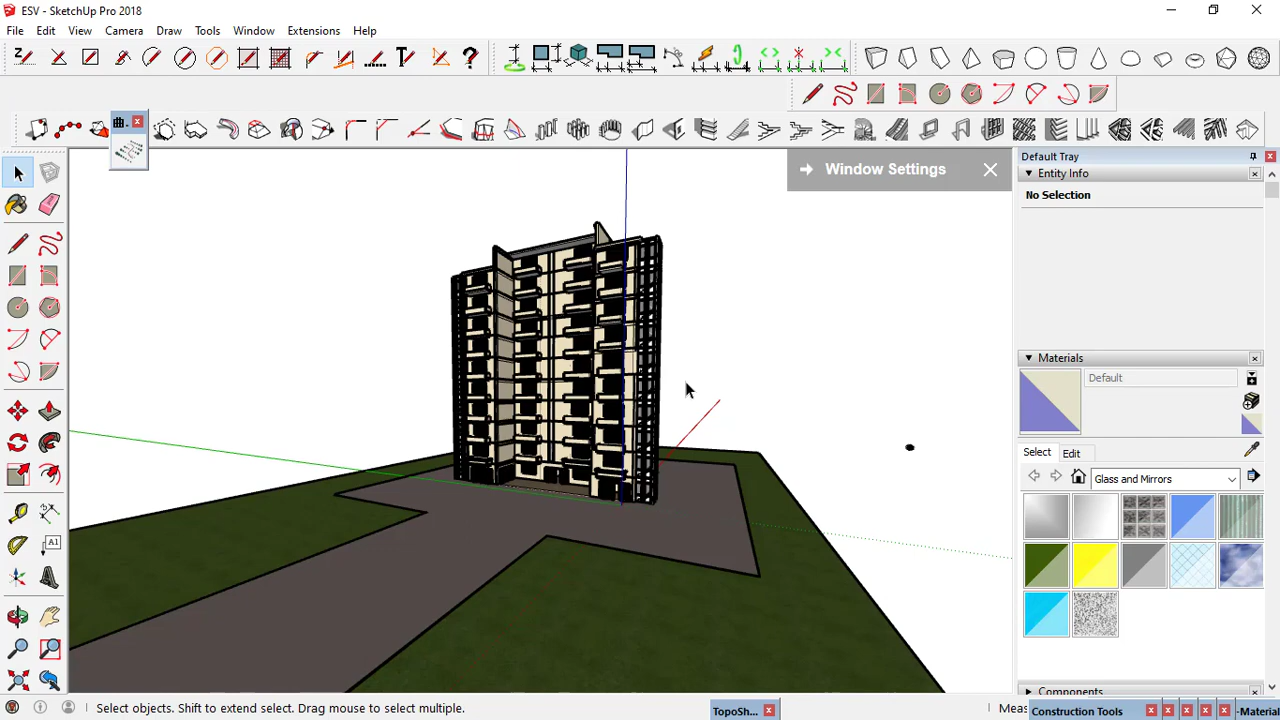 ESV - SketchUp Pro 2018
File Edit View Camera Draw Tools Window Extensions Help
Window Settings
Default Tray
Entity Info
No Selection
Materials
Default
Select Edit
Glass and Mirrors
Components
A1
Select objects. Shift to extend select. Drag mouse to select multiple.
TopoSh...
Meas
Construction Tools
-Material